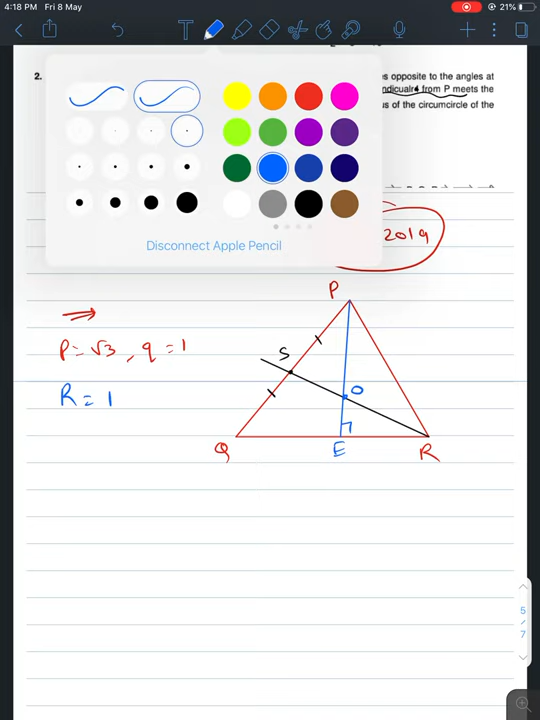 4:18 PM Fri 8 May
21%
2.
es opposite to the angles at
from P meets the
us of the circumcircle of the
Disconnect Apple Pencil
2019
P
P = √3, q = 1
S
R = 1
O
Q
E
R
5
/
7